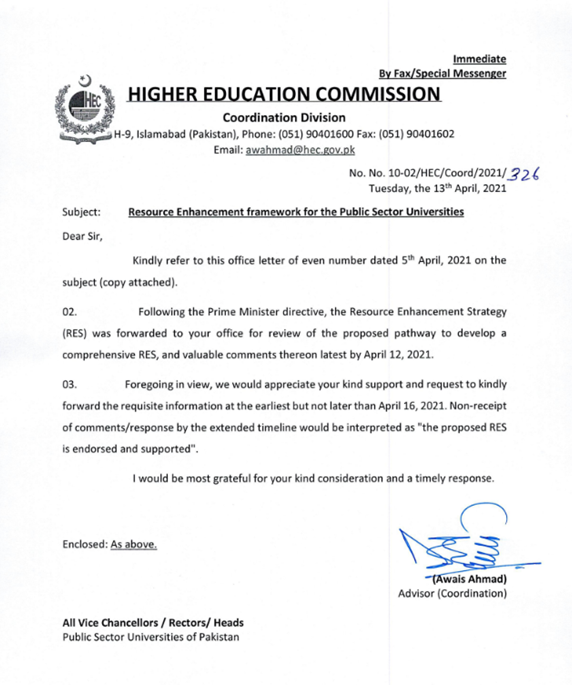 Immediate
By Fax/Special Messenger
HEC
HIGHER EDUCATION COMMISSION
Coordination Division
H-9, Islamabad (Pakistan), Phone: (051) 90401600 Fax: (051) 90401602
Email: awahmad@hec.gov.pk
No. No. 10-02/HEC/Coord/2021/ 326
Tuesday, the 13th April, 2021
Subject: Resource Enhancement framework for the Public Sector Universities
Dear Sir,
Kindly refer to this office letter of even number dated 5th April, 2021 on the
subject (copy attached).
02. Following the Prime Minister directive, the Resource Enhancement Strategy
(RES) was forwarded to your office for review of the proposed pathway to develop a
comprehensive RES, and valuable comments thereon latest by April 12, 2021.
03. Foregoing in view, we would appreciate your kind support and request to kindly
forward the requisite information at the earliest but not later than April 16, 2021. Non-receipt
of comments/response by the extended timeline would be interpreted as "the proposed RES
is endorsed and supported".
I would be most grateful for your kind consideration and a timely response.
Enclosed: As above.
(Awais Ahmad)
Advisor (Coordination)
All Vice Chancellors / Rectors/ Heads
Public Sector Universities of Pakistan